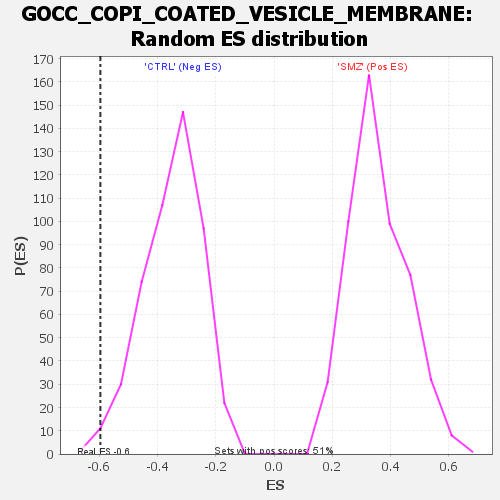 GOCC_COPI_COATED_VESICLE_MEMBRANE:
Random ES distribution
'CTRL' (Neg ES) 'SMZ' (Pos ES)
170
160
150
140
130
120
110
100
90
80
70
60
50
40
30
20
10
0
P(ES)
Real ES -0.6 Sets with pos scores: 51%
-0.6 -0.4 -0.2 0.0 0.2 0.4 0.6
ES